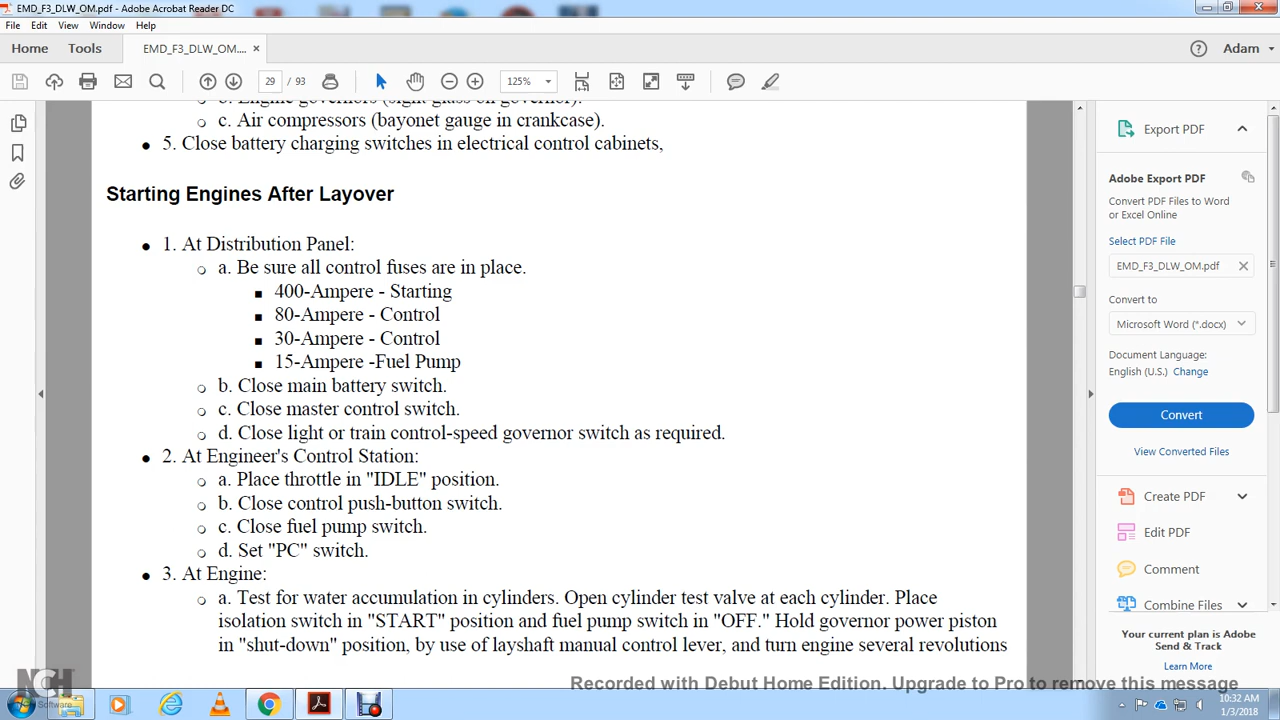 EMD_F3_DLW_OM.pdf - Adobe Acrobat Reader DC
File Edit View Window Help
Home Tools EMD_F3_DLW_OM.... × Adam
29 / 93 125%
b. Engine governors (sight glass on governor).
c. Air compressors (bayonet gauge in crankcase).
5. Close battery charging switches in electrical control cabinets,
Starting Engines After Layover
1. At Distribution Panel:
a. Be sure all control fuses are in place.
400-Ampere - Starting
80-Ampere - Control
30-Ampere - Control
15-Ampere -Fuel Pump
b. Close main battery switch.
c. Close master control switch.
d. Close light or train control-speed governor switch as required.
2. At Engineer's Control Station:
a. Place throttle in "IDLE" position.
b. Close control push-button switch.
c. Close fuel pump switch.
d. Set "PC" switch.
3. At Engine:
a. Test for water accumulation in cylinders. Open cylinder test valve at each cylinder. Place
isolation switch in "START" position and fuel pump switch in "OFF." Hold governor power piston
in "shut-down" position, by use of layshaft manual control lever, and turn engine several revolutions
Export PDF
Adobe Export PDF
Convert PDF Files to Word
or Excel Online
Select PDF File
EMD_F3_DLW_OM.pdf
Convert to
Microsoft Word (*.docx)
Document Language:
English (U.S.) Change
Convert
View Converted Files
Create PDF
Edit PDF
Comment
Combine Files
Your current plan is Adobe
Send & Track
Learn More
NCH
Software
Recorded with Debut Home Edition. Upgrade to Pro to remove this message
10:32 AM
1/3/2018